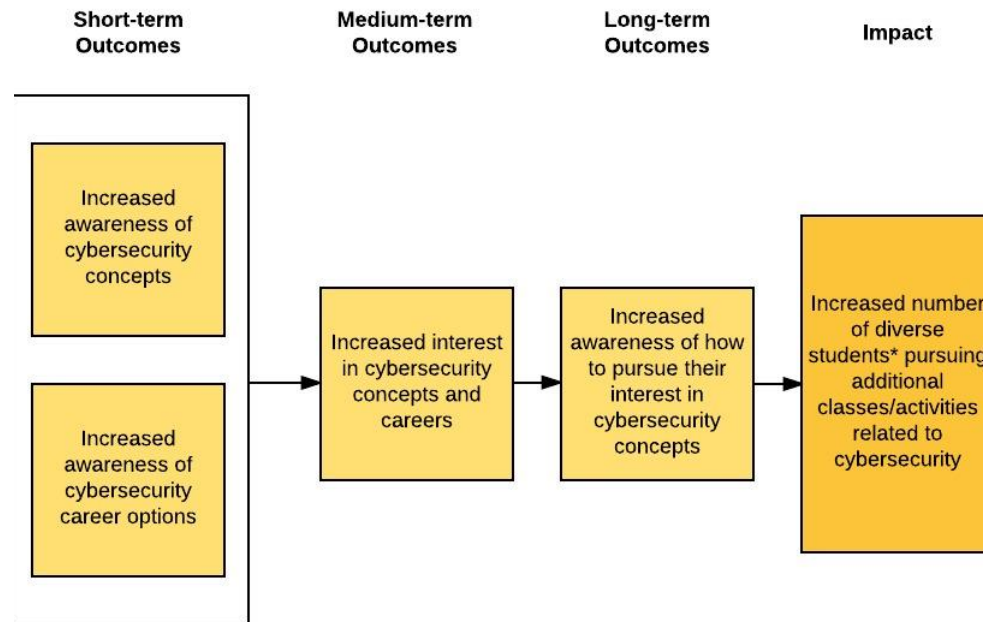 Short-term
Outcomes
Medium-term
Outcomes
Long-term
Outcomes
Impact
Increased
awareness of
cybersecurity
concepts
Increased
awareness of
cybersecurity
career options
Increased interest
in cybersecurity
concepts and
careers
Increased
awareness of how
to pursue their
interest in
cybersecurity
concepts
Increased number
of diverse
students* pursuing
additional
classes/activities
related to
cybersecurity